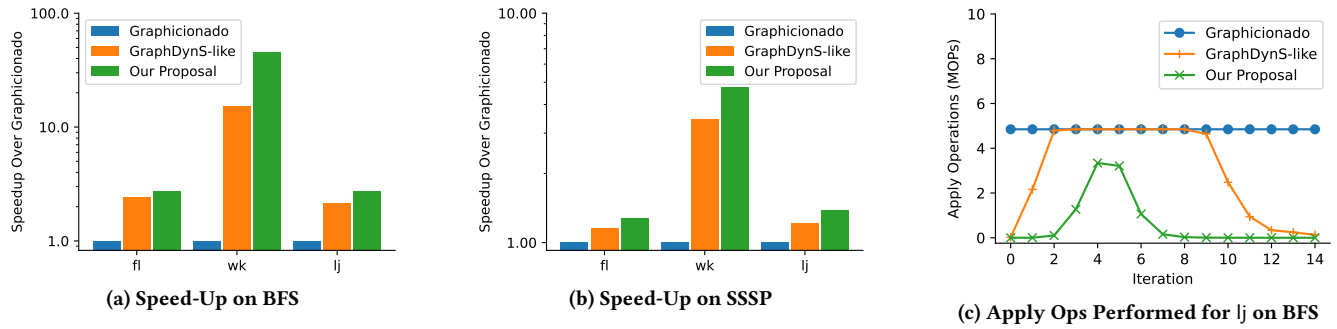 Speedup Over Graphicionado
100.0
10.0
1.0
Graphicionado
GraphDynS-like
Our Proposal
fl
wk
lj
(a) Speed-Up on BFS
Speedup Over Graphicionado
10.00
1.00
Graphicionado
GraphDynS-like
Our Proposal
fl
wk
lj
(b) Speed-Up on SSSP
Apply Operations (MOPs)
10
8
6
4
2
0
Graphicionado
GraphDynS-like
Our Proposal
0 2 4 6 8 10 12 14
Iteration
(c) Apply Ops Performed for lj on BFS